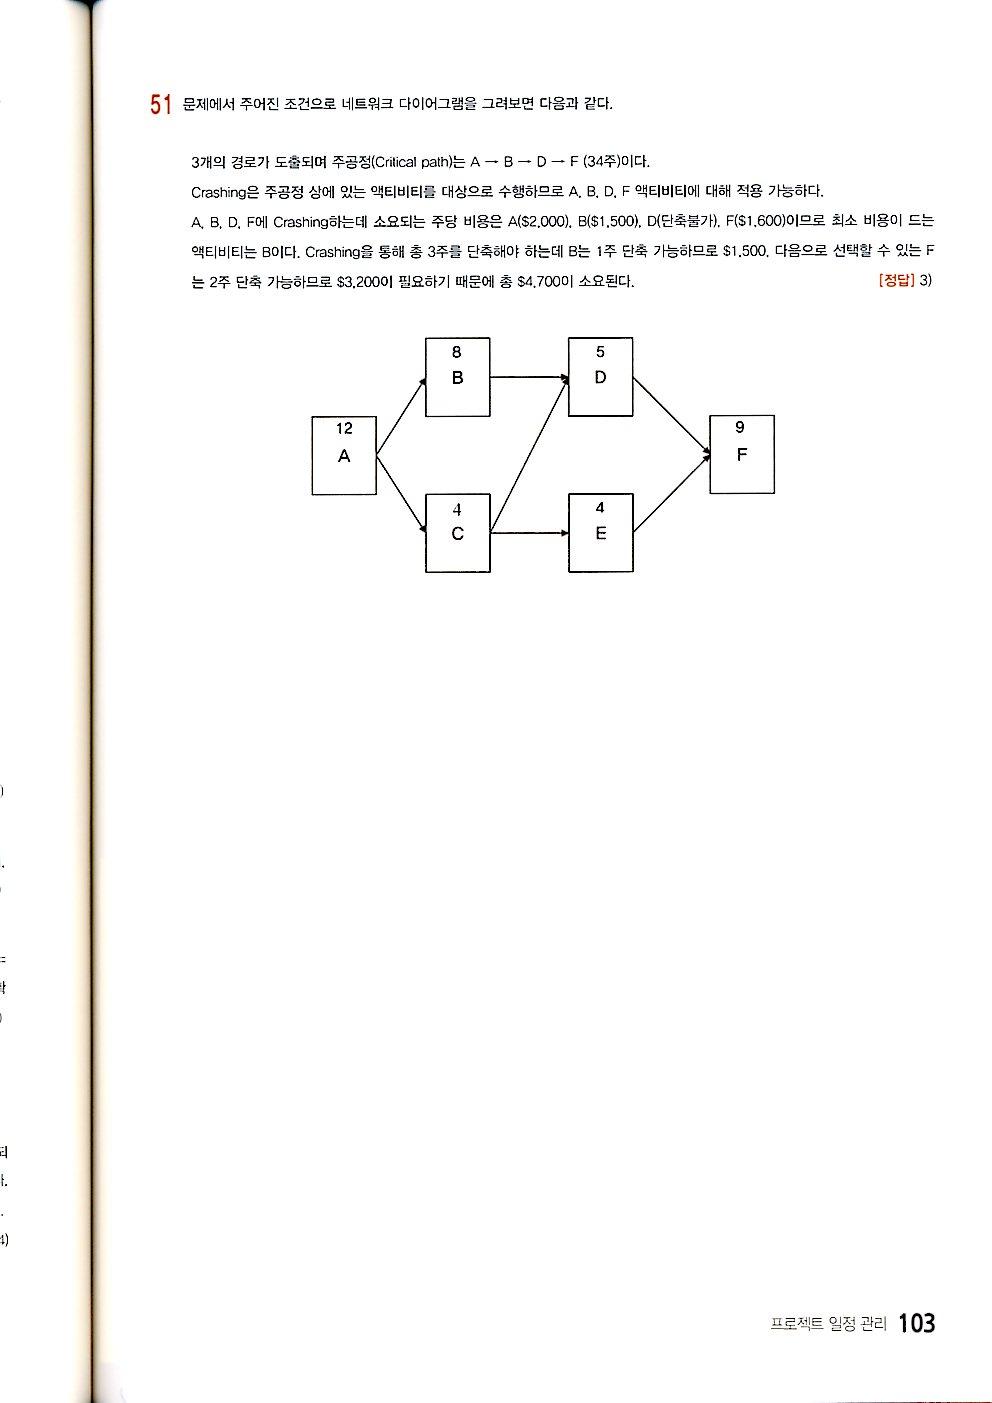 51 문제에서 주어진 조건으로 네트워크 다이어그램을 그려보면 다음과 같다.
3개의 경로가 도출되며 주공정(Critical path)는 A → B → D → F (34주)이다.
Crashing은 주공정 상에 있는 액티비티를 대상으로 수행하므로 A, B, D, F 액티비티에 대해 적용 가능하다.
A, B, D, F에 Crashing하는데 소요되는 주당 비용은 A($2,000), B($1,500), D(단축불가), F($1,600)이므로 최소 비용이 드는
액티비티는 B이다. Crashing을 통해 총 3주를 단축해야 하는데 B는 1주 단축 가능하므로 $1,500, 다음으로 선택할 수 있는 F
는 2주 단축 가능하므로 $3,200이 필요하기 때문에 총 $4,700이 소요된다. [정답] 3)
8
B
5
D
12
A
9
F
4
C
4
E
4)
프로젝트 일정 관리 103